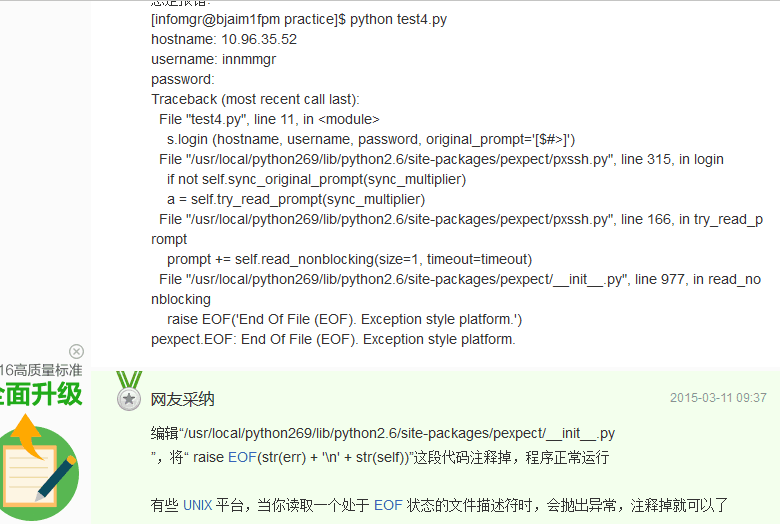 总是报错:
[infomgr@bjaim1fpm practice]$ python test4.py
hostname: 10.96.35.52
username: innmmgr
password:
Traceback (most recent call last):
File "test4.py", line 11, in <module>
s.login (hostname, username, password, original_prompt='[$#>]')
File "/usr/local/python269/lib/python2.6/site-packages/pexpect/pxssh.py", line 315, in login
if not self.sync_original_prompt(sync_multiplier)
a = self.try_read_prompt(sync_multiplier)
File "/usr/local/python269/lib/python2.6/site-packages/pexpect/pxssh.py", line 166, in try_read_p
rompt
prompt += self.read_nonblocking(size=1, timeout=timeout)
File "/usr/local/python269/lib/python2.6/site-packages/pexpect/__init__.py", line 977, in read_no
nblocking
raise EOF('End Of File (EOF). Exception style platform.')
pexpect.EOF: End Of File (EOF). Exception style platform.
16高质量标准
全面升级
网友采纳
2015-03-11 09:37
编辑“/usr/local/python269/lib/python2.6/site-packages/pexpect/__init__.py
”，将“ raise EOF(str(err) + '\n' + str(self))”这段代码注释掉，程序正常运行
有些 UNIX 平台，当你读取一个处于 EOF 状态的文件描述符时，会抛出异常，注释掉就可以了